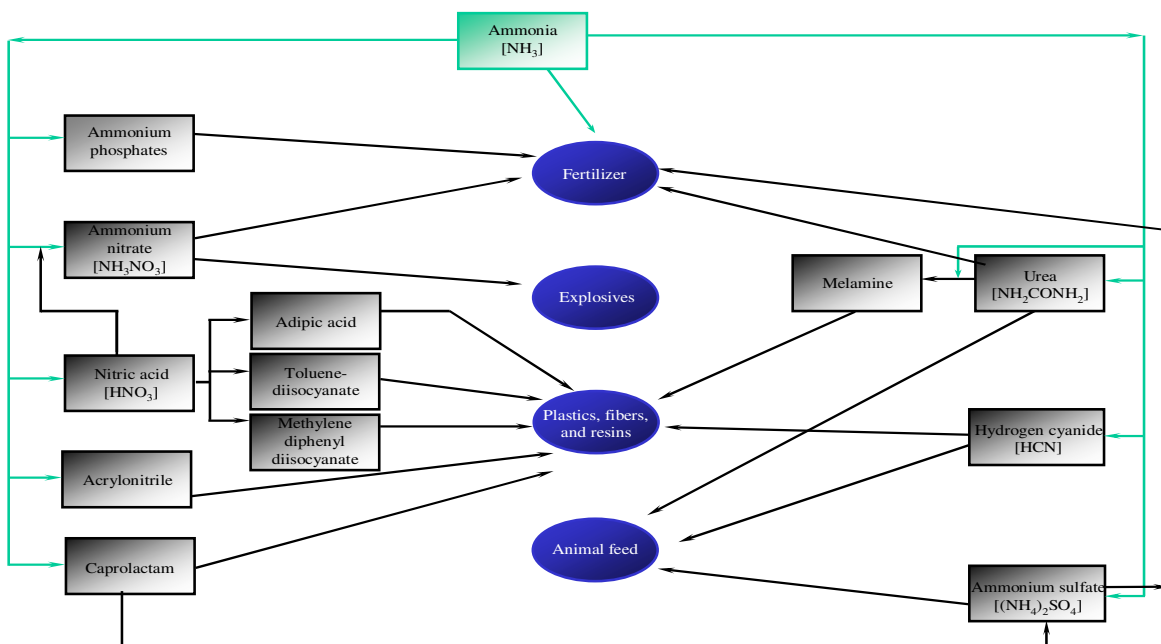 Ammonia
[NH₃]
Ammonium
phosphates
Fertilizer
Ammonium
nitrate
[NH₃NO₃]
Explosives
Melamine
Urea
[NH₂CONH₂]
Adipic acid
Nitric acid
[HNO₃]
Toluene-
diisocyanate
Methylene
diphenyl
diisocyanate
Plastics, fibers,
and resins
Hydrogen cyanide
[HCN]
Acrylonitrile
Caprolactam
Animal feed
Ammonium sulfate
[(NH₄)₂SO₄]